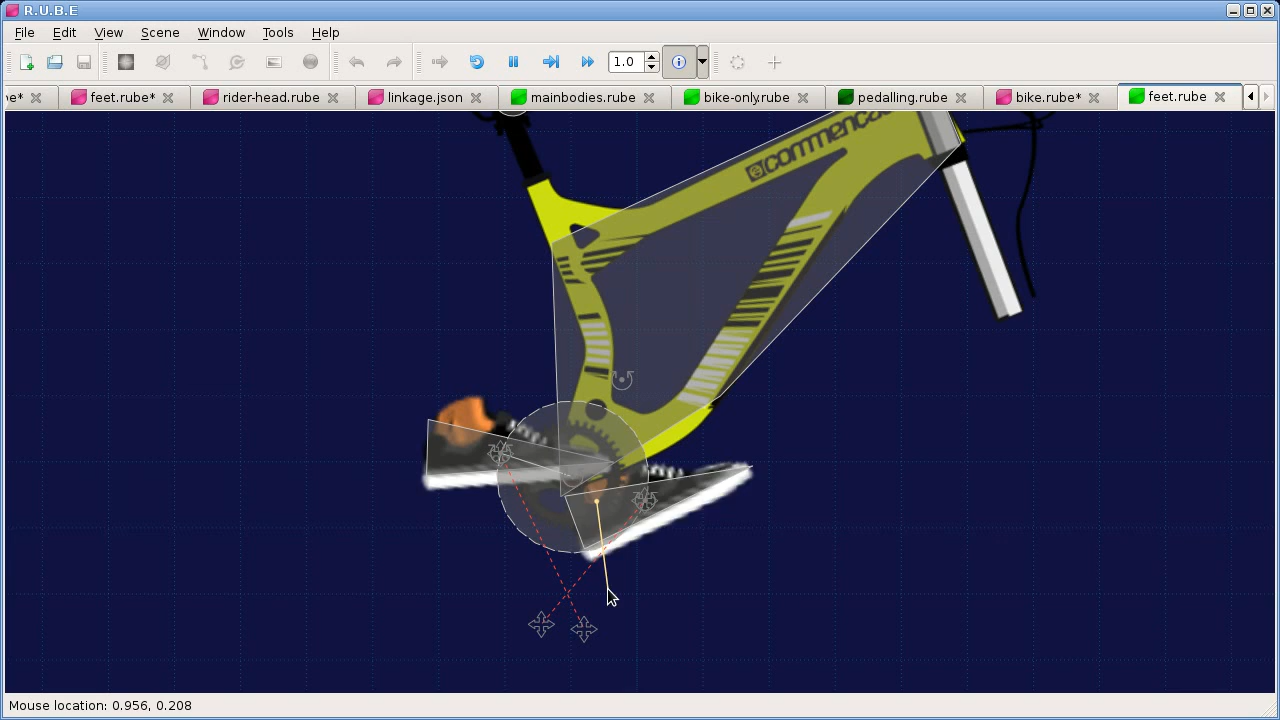 R.U.B.E
File Edit View Scene Window Tools Help
1.0
e* feet.rube* rider-head.rube linkage.json mainbodies.rube bike-only.rube pedalling.rube bike.rube* feet.rube
commenca
Mouse location: 0.956, 0.208